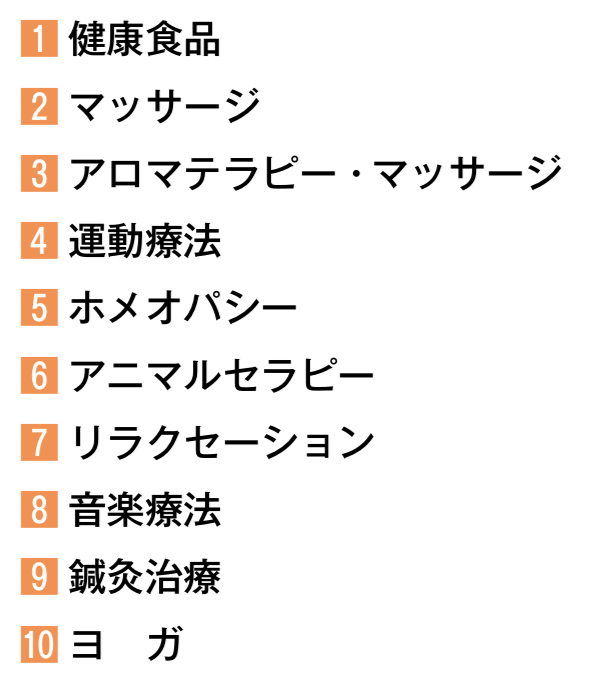 1 健康食品
2 マッサージ
3 アロマテラピー・マッサージ
4 運動療法
5 ホメオパシー
6 アニマルセラピー
7 リラクセーション
8 音楽療法
9 鍼灸治療
10 ヨ　ガ